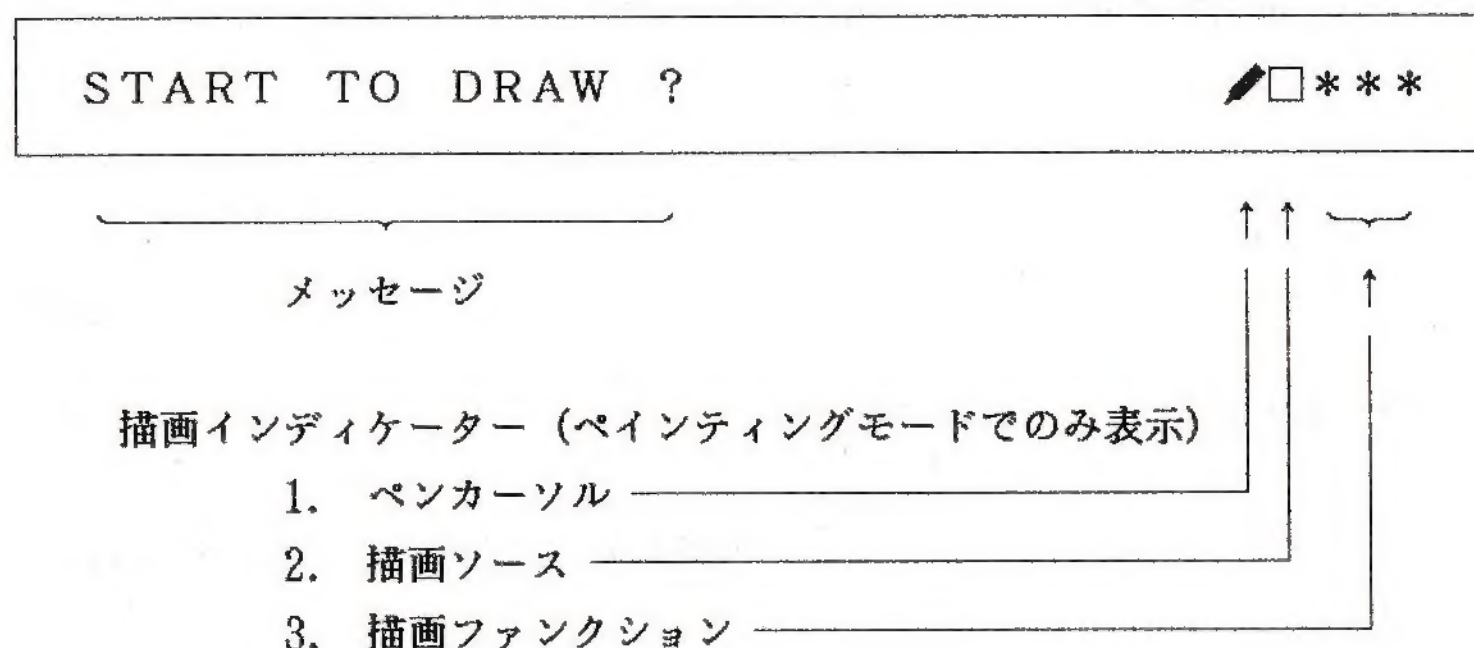 START TO DRAW ? □***
メッセージ
描画インディケーター (ペインティングモードでのみ表示)
1. ペンカーソル
2. 描画ソース
3. 描画ファンクション